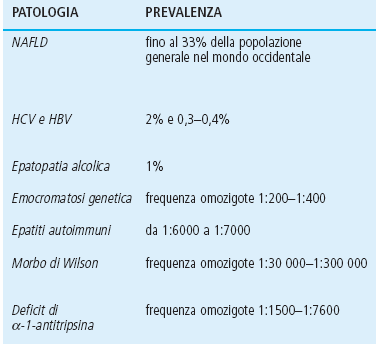 PATOLOGIA PREVALENZA
NAFLD fino al 33% della popolazione
generale nel mondo occidentale
HCV e HBV 2% e 0,3–0,4%
Epatopatia alcolica 1%
Emocromatosi genetica frequenza omozigote 1:200–1:400
Epatiti autoimmuni da 1:6000 a 1:7000
Morbo di Wilson frequenza omozigote 1:30 000–1:300 000
Deficit di frequenza omozigote 1:1500–1:7600
α-1-antitripsina